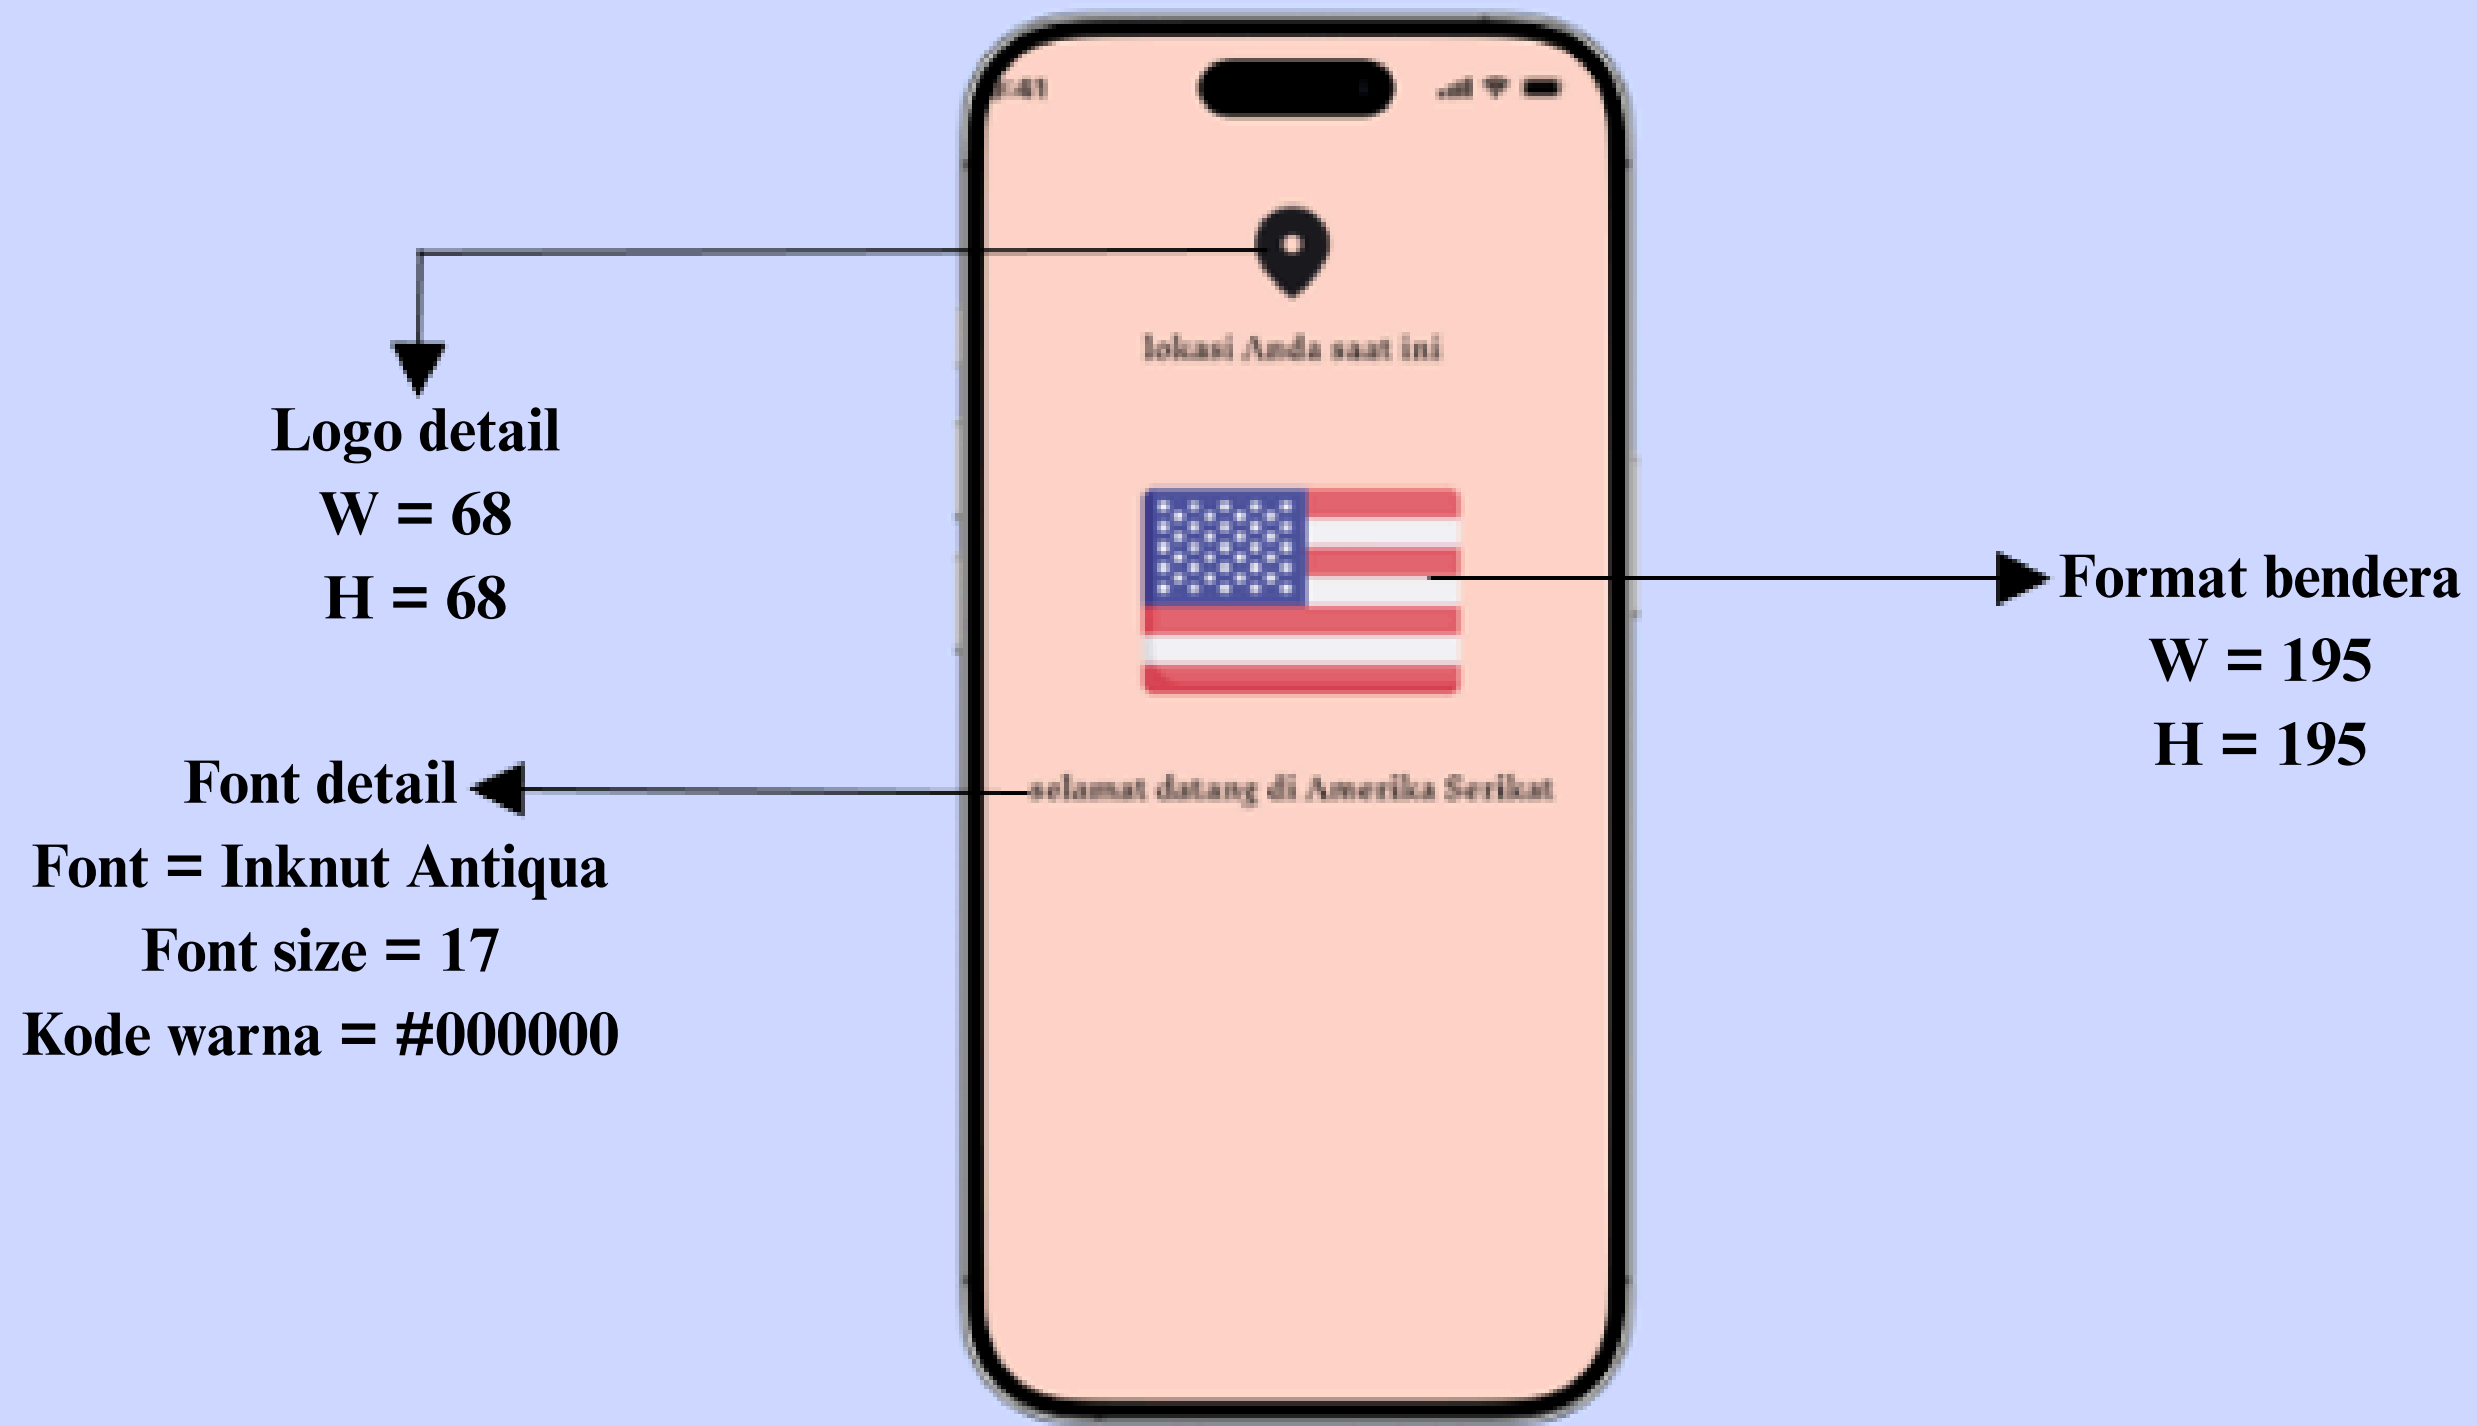 :41
lokasi Anda saat ini
Logo detail
W = 68
H = 68
Format bendera
W = 195
H = 195
selamat datang di Amerika Serikat
Font detail
Font = Inknut Antiqua
Font size = 17
Kode warna = #000000